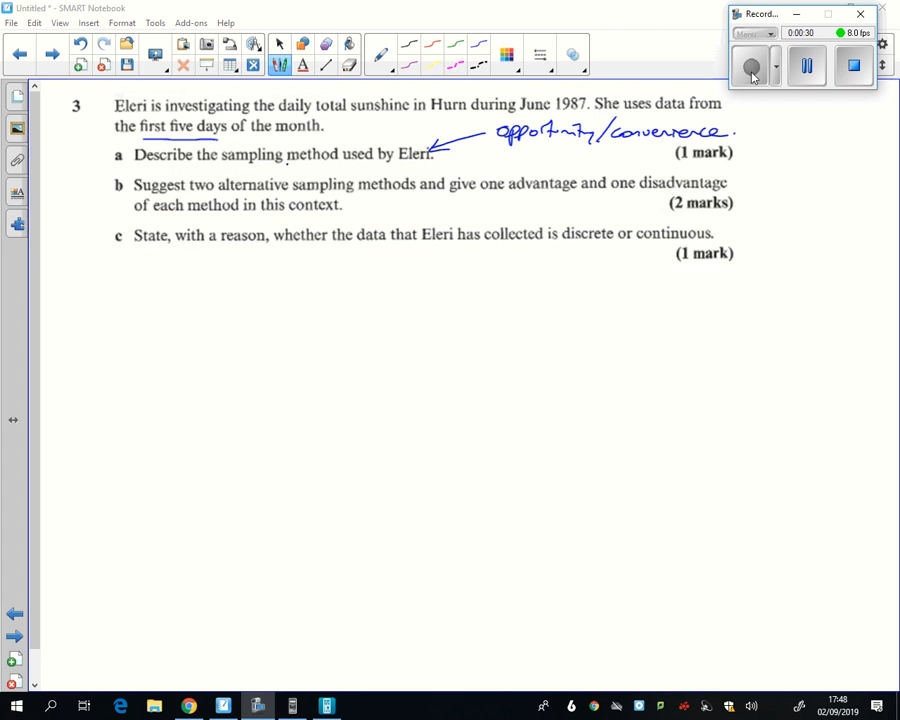 Untitled * - SMART Notebook
File Edit View Insert Format Tools Add-ons Help
Record...
Menu
0:00:30
8.0 fps
3 Eleri is investigating the daily total sunshine in Hurn during June 1987. She uses data from
the first five days of the month.
opportunity/convenience.
a Describe the sampling method used by Eleri. (1 mark)
b Suggest two alternative sampling methods and give one advantage and one disadvantage
of each method in this context. (2 marks)
c State, with a reason, whether the data that Eleri has collected is discrete or continuous.
(1 mark)
17:48
02/09/2019